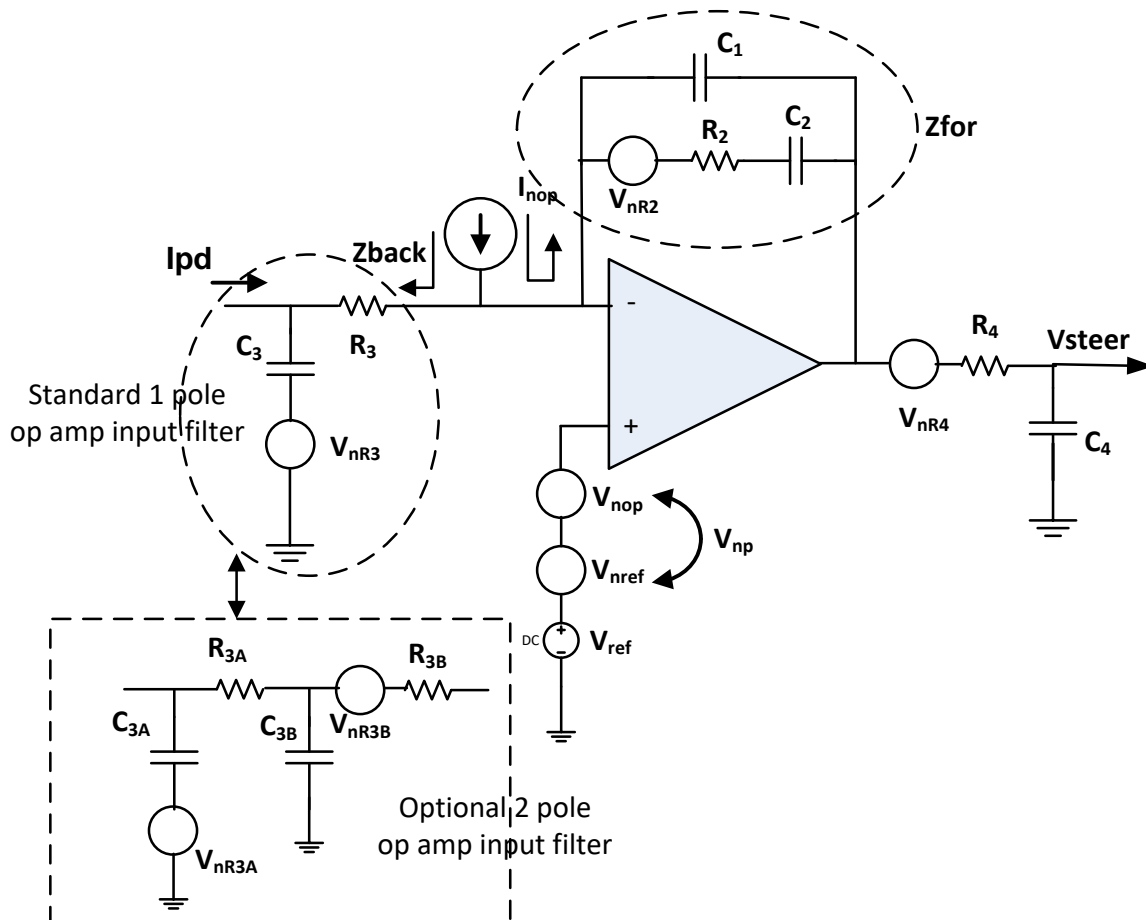 C1
C2
R2
Zfor
VnR2
Inop
Zback
Ipd
R3
C3
VnR3
Standard 1 pole
op amp input filter
-
+
R4
Vsteer
VnR4
C4
Vnop
Vnp
Vnref
DC
+
-
Vref
R3A
R3B
C3A
C3B
VnR3B
VnR3A
Optional 2 pole
op amp input filter